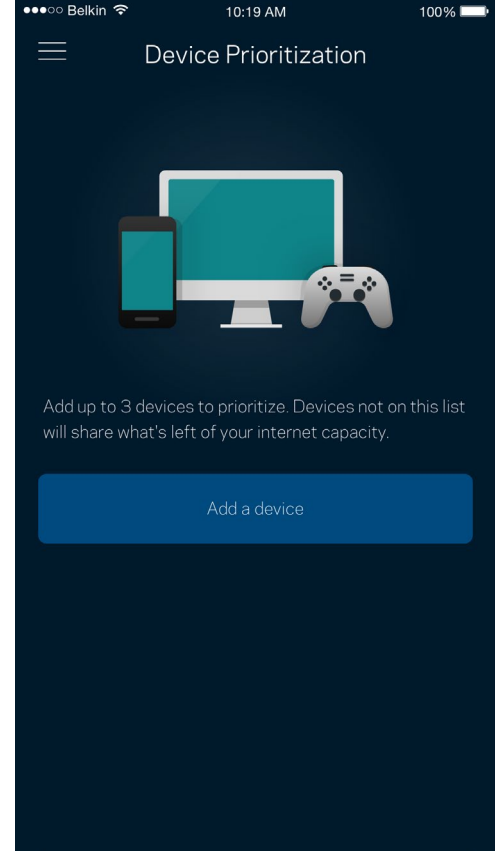 Belkin 10:19 AM 100%
Device Prioritization
Add up to 3 devices to prioritize. Devices not on this list
will share what's left of your internet capacity.
Add a device